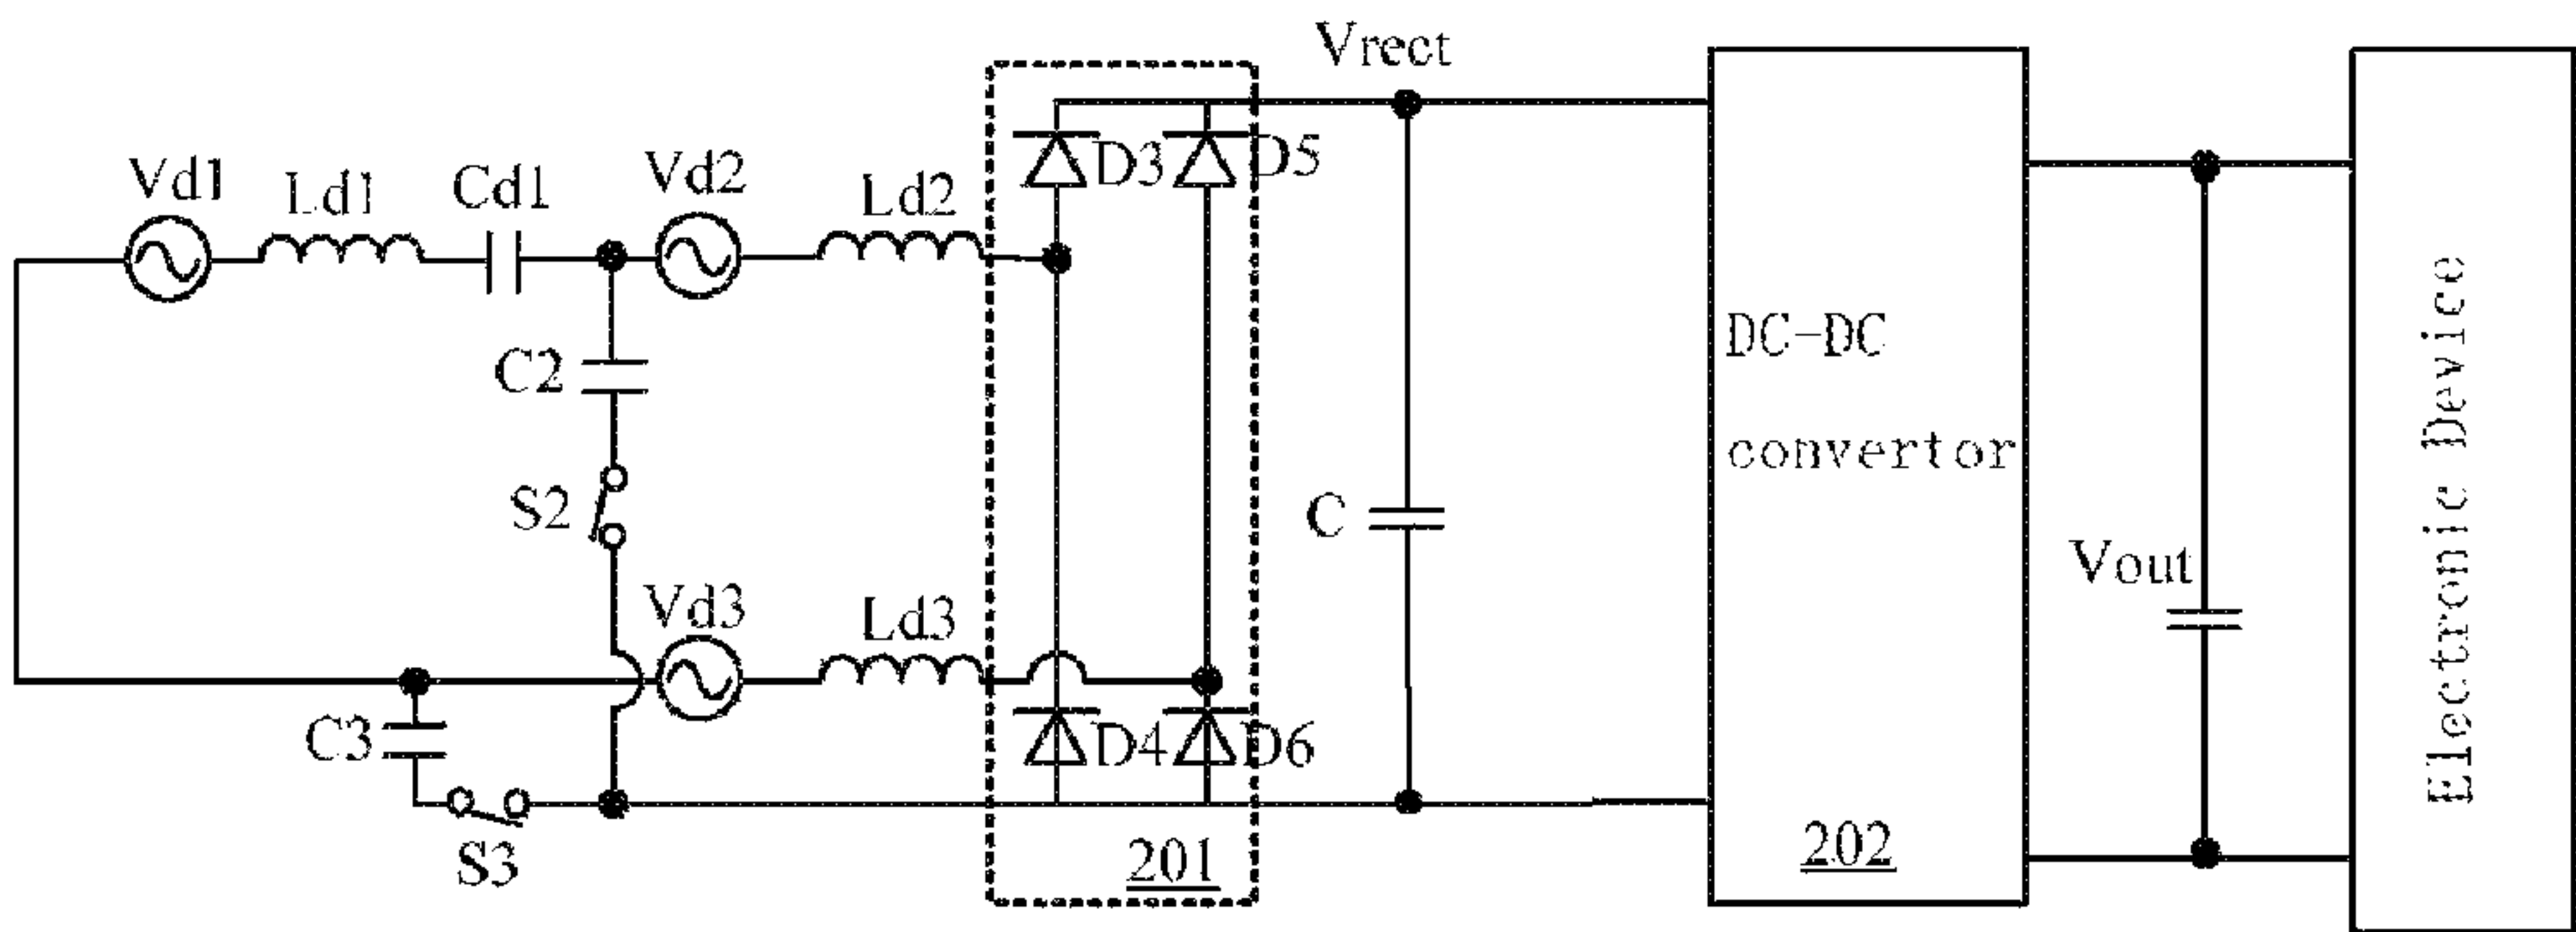 Vrect
Vd1
Ld1
Cd1
Vd2
Ld2
D3
D5
C2
S2
Vd3
Ld3
C3
S3
D4
D6
201
C
DC-DC
convertor
202
Vout
Electronic Device